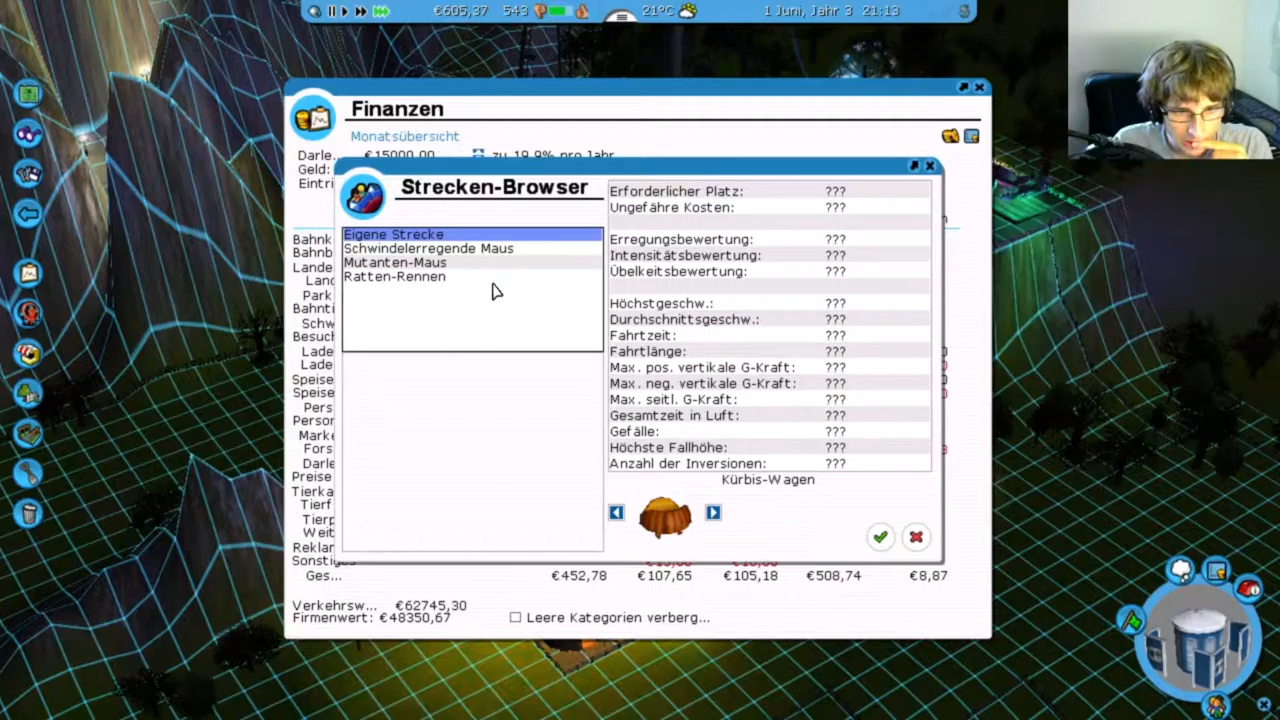 €605,37 543 21°C 1 Juni, Jahr 3 21:13
Finanzen
Monatsübersicht
Darle... €15000,00 zu 19,9% pro Jahr
Geld:
Eintri
Strecken-Browser
Eigene Strecke
Schwindelerregende Maus
Mutanten-Maus
Ratten-Rennen
Erforderlicher Platz: ???
Ungefähre Kosten: ???
Erregungsbewertung: ???
Intensitätsbewertung: ???
Übelkeitsbewertung: ???
Höchstgeschw.: ???
Durchschnittsgeschw.: ???
Fahrtzeit: ???
Fahrtlänge: ???
Max. pos. vertikale G-Kraft: ???
Max. neg. vertikale G-Kraft: ???
Max. seitl. G-Kraft: ???
Gesamtzeit in Luft: ???
Gefälle: ???
Höchste Fallhöhe: ???
Anzahl der Inversionen: ???
Kürbis-Wagen
Bahnk
Bahnb
Lande
Lanc
Park
Bahnti
Schw
Besuch
Lade
Lade
Speise
Speise
Pers
Person
Marke
Fors
Darle
Preise
Tierka
Tierf
Tierp
Weit
Reklar
Sonstiges
Ges... €452,78 €107,65 €105,18 €508,74 €8,87
Verkehrsw... €62745,30
Firmenwert: €48350,67 Leere Kategorien verberg...